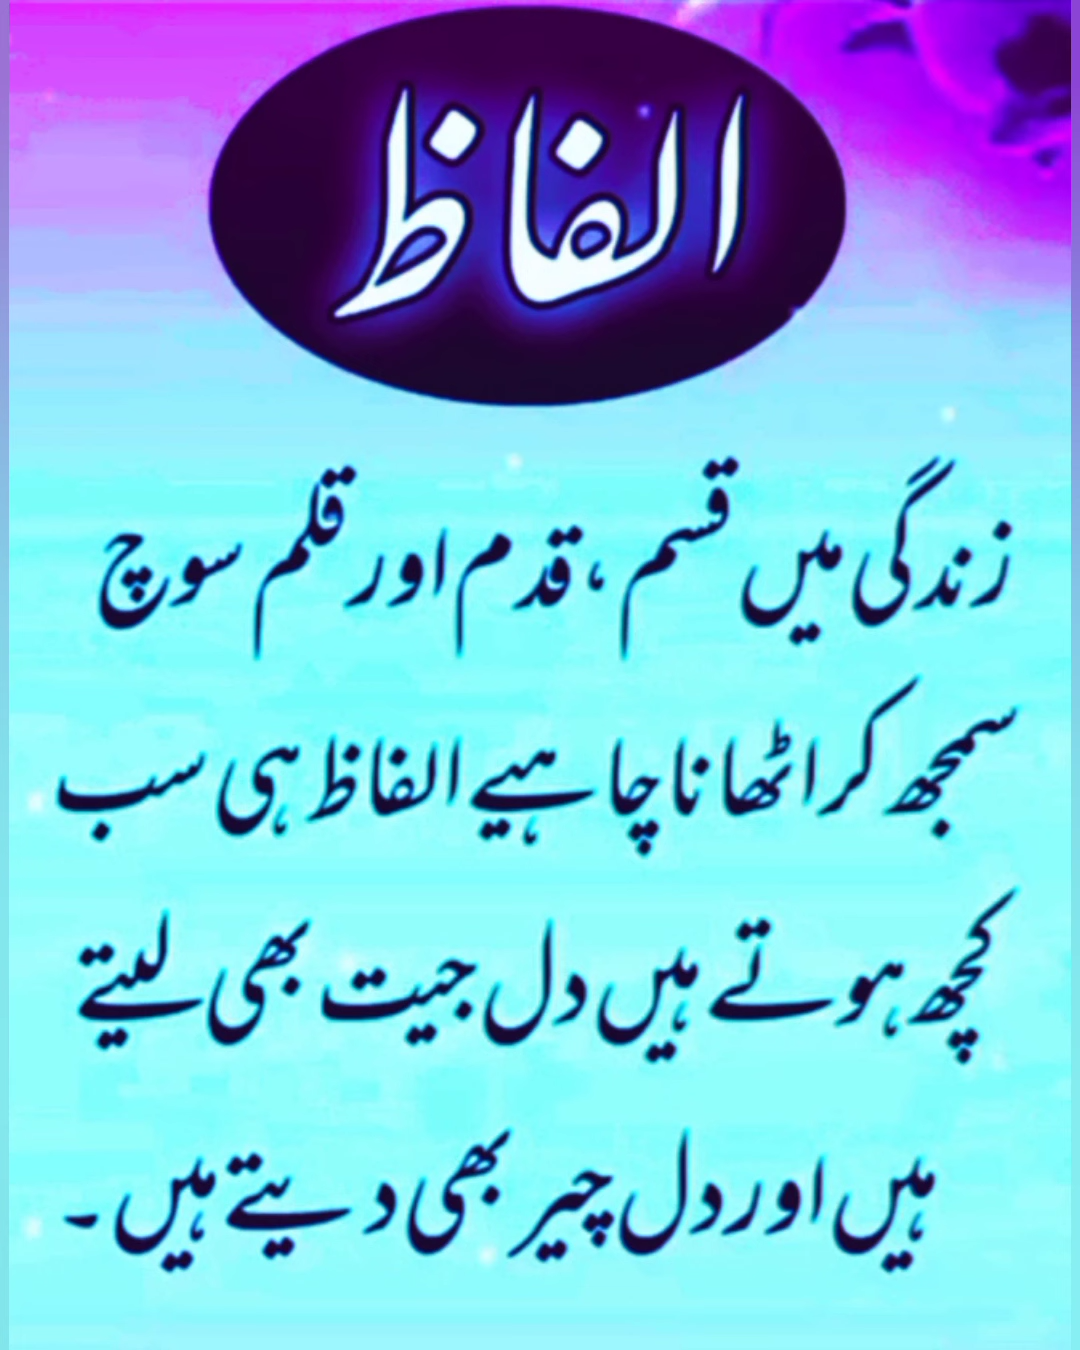 الفاظ
زندگی میں قسم ،قدم اور قلم سوچ
سمجھ کر اٹھانا چاہیے الفاظ ہی سب
کچھ ہوتے ہیں دل جیت بھی لیتے
ہیں اور دل چیر بھی دیتے ہیں۔